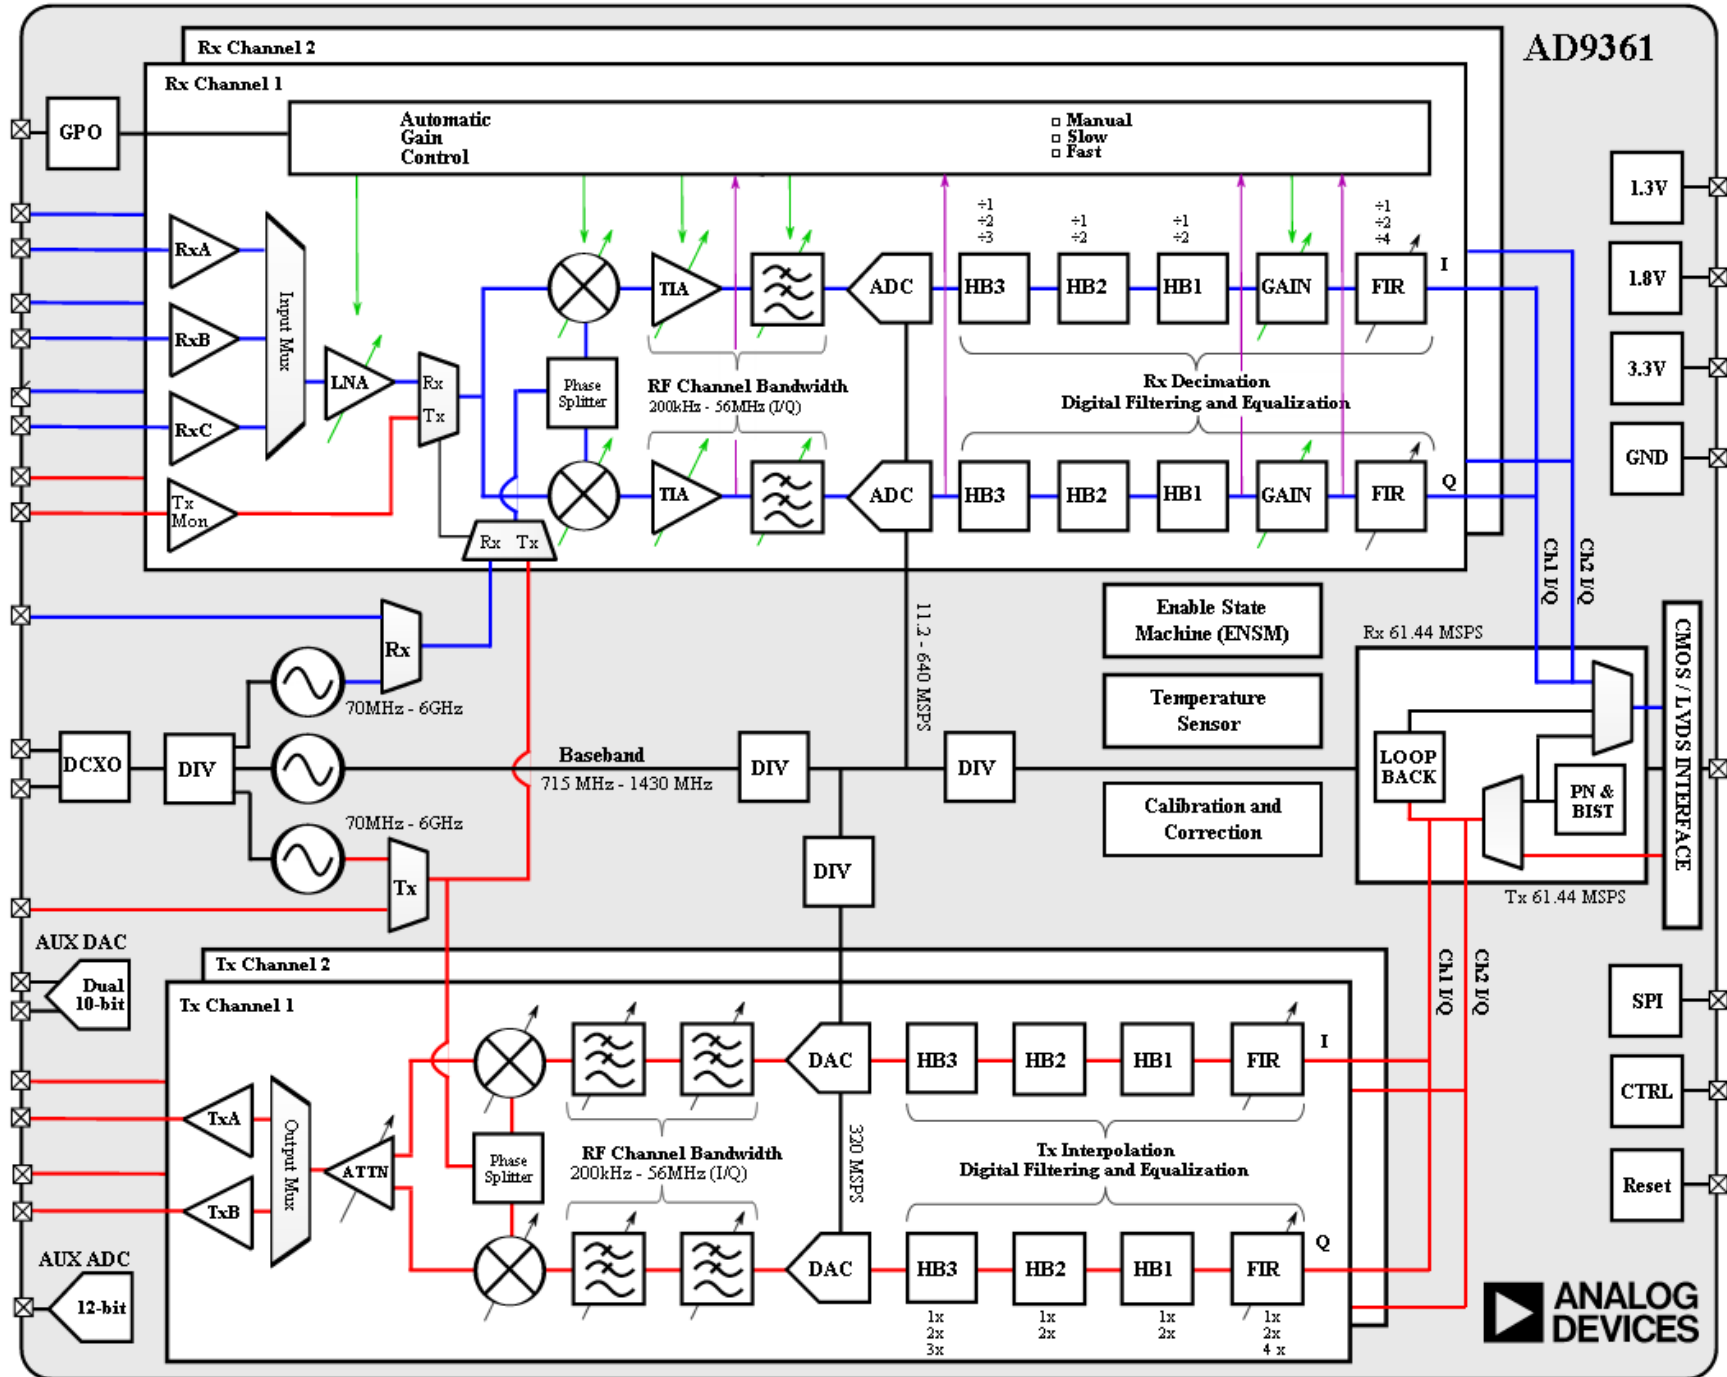 AD9361
Rx Channel 2
Rx Channel 1
GPO
Automatic
Gain
Control
Manual
Slow
Fast
RxA
RxB
RxC
Tx
Mon
Input Mux
LNA
Rx
Tx
Phase
Splitter
Rx Tx
TIA
ADC
÷1
÷2
÷3
HB3
÷1
÷2
HB2
÷1
÷2
HB1
GAIN
÷1
÷2
÷4
FIR
I
RF Channel Bandwidth
200kHz - 56MHz (I/Q)
Rx Decimation
Digital Filtering and Equalization
TIA
ADC
HB3
HB2
HB1
GAIN
FIR
Q
1.3V
1.8V
3.3V
GND
Ch1 I/Q
Ch2 I/Q
Rx
70MHz - 6GHz
DCXO
DIV
Baseband
715 MHz - 1430 MHz
DIV
DIV
DIV
11.2 - 640 MSPS
70MHz - 6GHz
Tx
Enable State
Machine (ENSM)
Temperature
Sensor
Calibration and
Correction
Rx 61.44 MSPS
LOOP
BACK
PN &
BIST
Tx 61.44 MSPS
CMOS / LVDS INTERFACE
AUX DAC
Dual
10-bit
AUX ADC
12-bit
Tx Channel 2
Tx Channel 1
TxA
TxB
Output Mux
ATTN
Phase
Splitter
RF Channel Bandwidth
200kHz - 56MHz (I/Q)
DAC
320 MSPS
HB3
HB2
HB1
FIR
I
Tx Interpolation
Digital Filtering and Equalization
DAC
HB3
HB2
HB1
FIR
Q
1x
2x
3x
1x
2x
1x
2x
1x
2x
4 x
Ch1 I/Q
Ch2 I/Q
SPI
CTRL
Reset
ANALOG
DEVICES